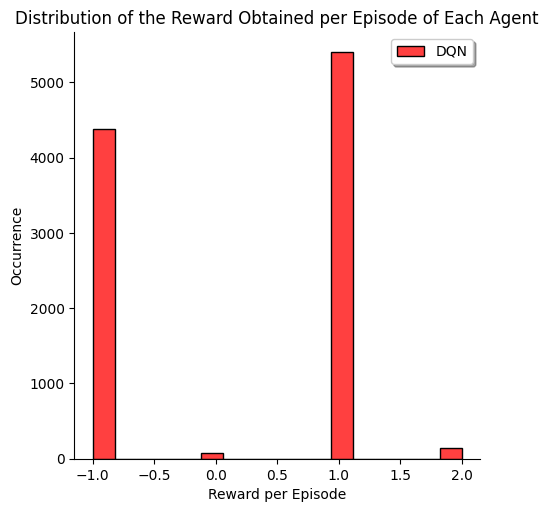 Distribution of the Reward Obtained per Episode of Each Agent
DQN
5000
4000
3000
2000
1000
0
Occurrence
−1.0 −0.5 0.0 0.5 1.0 1.5 2.0
Reward per Episode